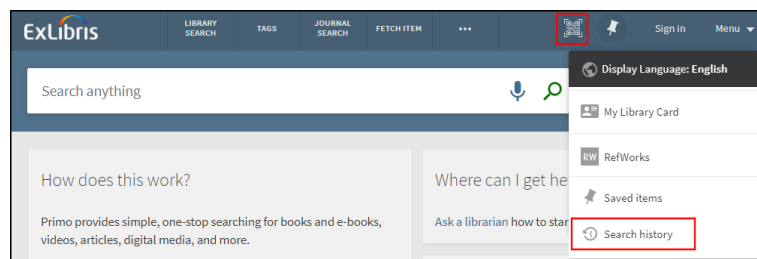 ExLibris
LIBRARY
SEARCH
TAGS
JOURNAL
SEARCH
FETCH ITEM
•••
Sign in
Menu
Display Language: English
Search anything
My Library Card
RW RefWorks
Saved items
Search history
How does this work?
Primo provides simple, one-stop searching for books and e-books,
videos, articles, digital media, and more.
Where can I get he
Ask a librarian how to star